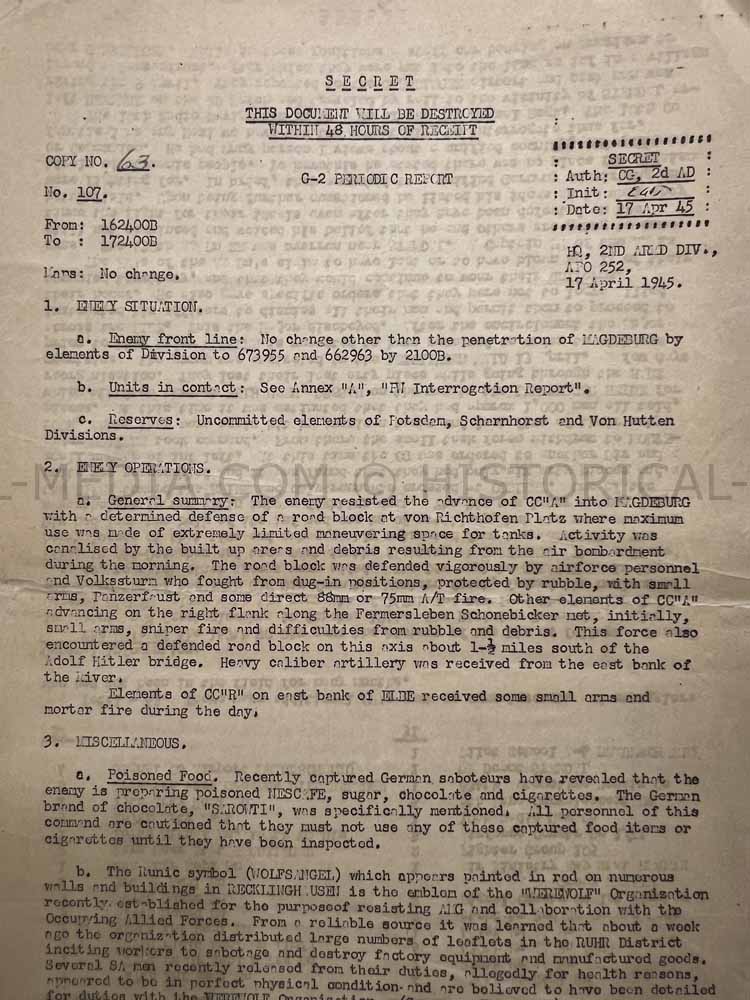 SECRET
THIS DOCUMENT WILL BE DESTROYED
WITHIN 48 HOURS OF RECEIPT
COPY NO. 63.
SECRET
G-2 PERIODIC REPORT
: Auth: CG, 2d AD :
No. 107.
: Init: :
: Date: 17 Apr 45 :
From: 162400B
To : 172400B
HQ, 2ND ARMD DIV.,
APO 252,
17 April 1945.
Maps: No change.
1. ENEMY SITUATION.
a. Enemy front line: No change other than the penetration of MAGDEBURG by
elements of Division to 673955 and 662963 by 2100B.
b. Units in contact: See Annex "A", "PW Interrogation Report".
c. Reserves: Uncommitted elements of Potsdam, Scharnhorst and Von Hutten
Divisions.
2. ENEMY OPERATIONS.
L-MEDIA.COM © HISTORICAL-
a. General summary: The enemy resisted the advance of CC"A" into MAGDEBURG
with a determined defense of a road block at von Richthofen Platz where maximum
use was made of extremely limited maneuvering space for tanks. Activity was
canalised by the built up areas and debris resulting from the air bombardment
during the morning. The road block was defended vigorously by airforce personnel
and Volkssturm who fought from dug-in positions, protected by rubble, with small
arms, Panzerfaust and some direct 88mm or 75mm A/T fire. Other elements of CC"A"
advancing on the right flank along the Fermersleben Schonebicker met, initially,
small arms, sniper fire and difficulties from rubble and debris. This force also
encountered a defended road block on this axis about 1-½ miles south of the
Adolf Hitler bridge. Heavy caliber artillery was received from the east bank of
the River.
Elements of CC"R" on east bank of ELBE received some small arms and
mortar fire during the day.
3. MISCELLANEOUS.
a. Poisoned Food. Recently captured German saboteurs have revealed that the
enemy is preparing poisoned NESCAFE, sugar, chocolate and cigarettes. The German
brand of chocolate, "SAROWTI", was specifically mentioned. All personnel of this
command are cautioned that they must not use any of these captured food items or
cigarettes until they have been inspected.
b. The Runic symbol (WOLFSANGEL) which appears painted in red on numerous
walls and buildings in RECKLINGHAUSEN is the emblem of the "WEREWOLF" Organization
recently established for the purposeof resisting AMG and collaboration with the
Occupying Allied Forces. From a reliable source it was learned that about a week
ago the organization distributed large numbers of leaflets in the RUHR District
inciting workers to sabotage and destroy factory equipment and manufactured goods.
Several SA men recently released from their duties, allegedly for health reasons,
appeared to be in perfect physical condition and are believed to have been detailed
for duties with the WEREWOLF Organization.